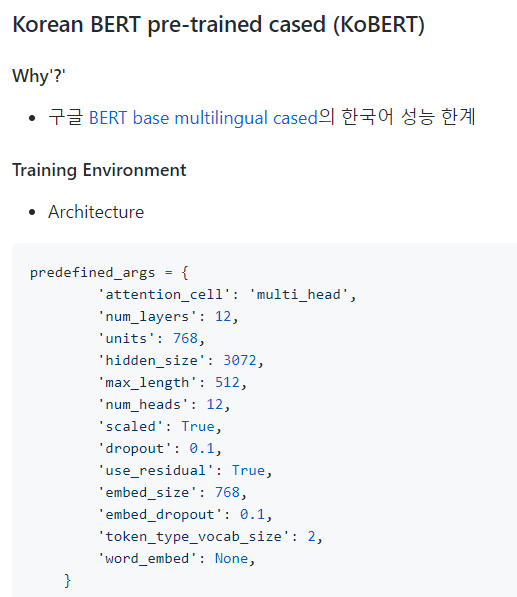 Korean BERT pre-trained cased (KoBERT)
Why'?'
• 구글 BERT base multilingual cased의 한국어 성능 한계
Training Environment
• Architecture
predefined_args = {
        'attention_cell': 'multi_head',
        'num_layers': 12,
        'units': 768,
        'hidden_size': 3072,
        'max_length': 512,
        'num_heads': 12,
        'scaled': True,
        'dropout': 0.1,
        'use_residual': True,
        'embed_size': 768,
        'embed_dropout': 0.1,
        'token_type_vocab_size': 2,
        'word_embed': None,
    }